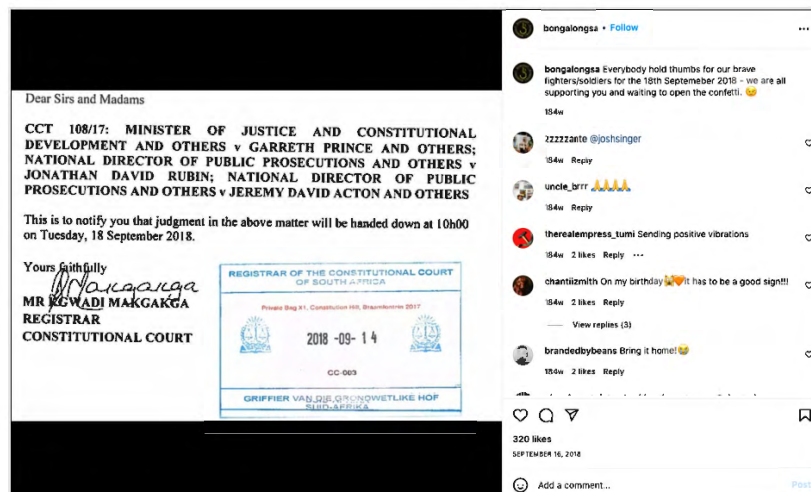 Dear Sirs and Madams
CCT 108/17: MINISTER OF JUSTICE AND CONSTITUTIONAL
DEVELOPMENT AND OTHERS v GARRETH PRINCE AND OTHERS;
NATIONAL DIRECTOR OF PUBLIC PROSECUTIONS AND OTHERS v
JONATHAN DAVID RUBIN; NATIONAL DIRECTOR OF PUBLIC
PROSECUTIONS AND OTHERS v JEREMY DAVID ACTON AND OTHERS
This is to notify you that judgment in the above matter will be handed down at 10h00
on Tuesday, 18 September 2018.
Yours faithfully
MR KGWADI MAKGAKGA
REGISTRAR
CONSTITUTIONAL COURT
REGISTRAR OF THE CONSTITUTIONAL COURT
OF SOUTH AFRICA
Private Bag X1, Constitution Hill, Braamfontein 2017
2018 -09- 14
CC-003
GRIFFIER VAN DIE GRONDWETLIKE HOF
SUID-AFRIKA
bongalongsa • Follow
bongalongsa Everybody hold thumbs for our brave
fighters/soldiers for the 18th Septemeber 2018 - we are all
supporting you and waiting to open the confetti. 😉
184w
zzzzzante @joshsinger
184w Reply
uncle_brrr 🙏🙏🙏🙏
184w Reply
therealempress_tumi Sending positive vibrations
184w 2 likes Reply ...
chantiizmith On my birthday🙌🧡it has to be a good sign!!!
184w 2 likes Reply
View replies (3)
brandedbybeans Bring it home!😂
184w 2 likes Reply
320 likes
SEPTEMBER 16, 2018
Add a comment...
Post